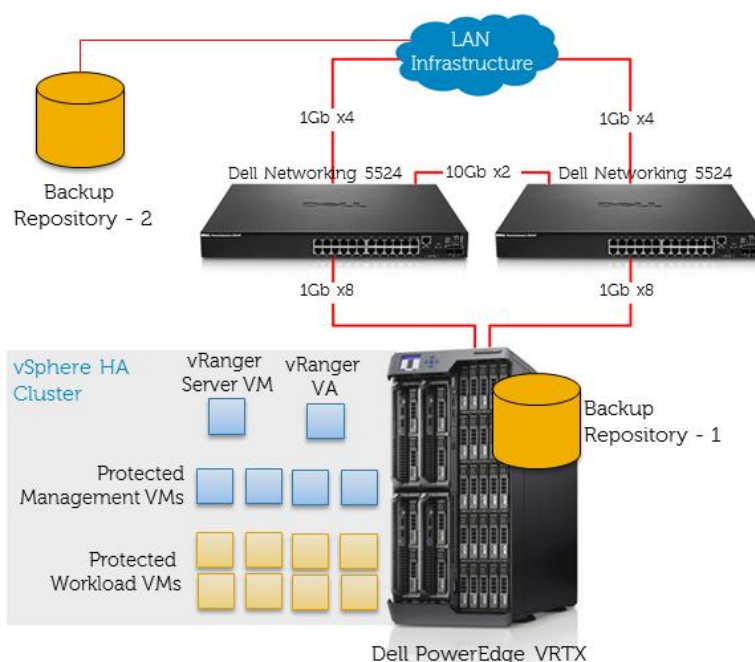 LAN
Infrastructure
1Gb x4
1Gb x4
Dell Networking 5524
10Gb x2
Dell Networking 5524
Backup
Repository - 2
DELL
1Gb x8
1Gb x8
vSphere HA
Cluster
vRanger
Server VM
vRanger
VA
Backup
Repository - 1
Protected
Management VMs
Protected
Workload VMs
Dell PowerEdge VRTX